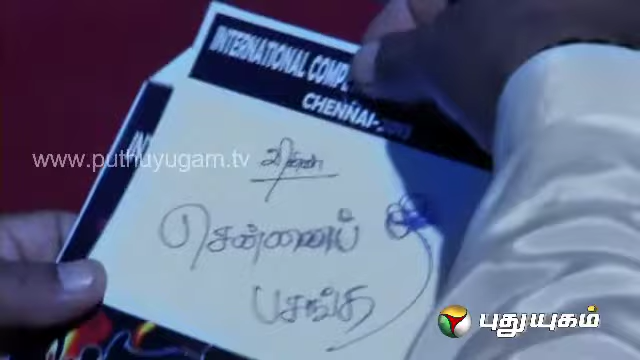 INTERNATIONAL COMP
CHENNAI-
www.puthuyugam.tv
சென்னைப்
பசங்க
புதுயுகம்